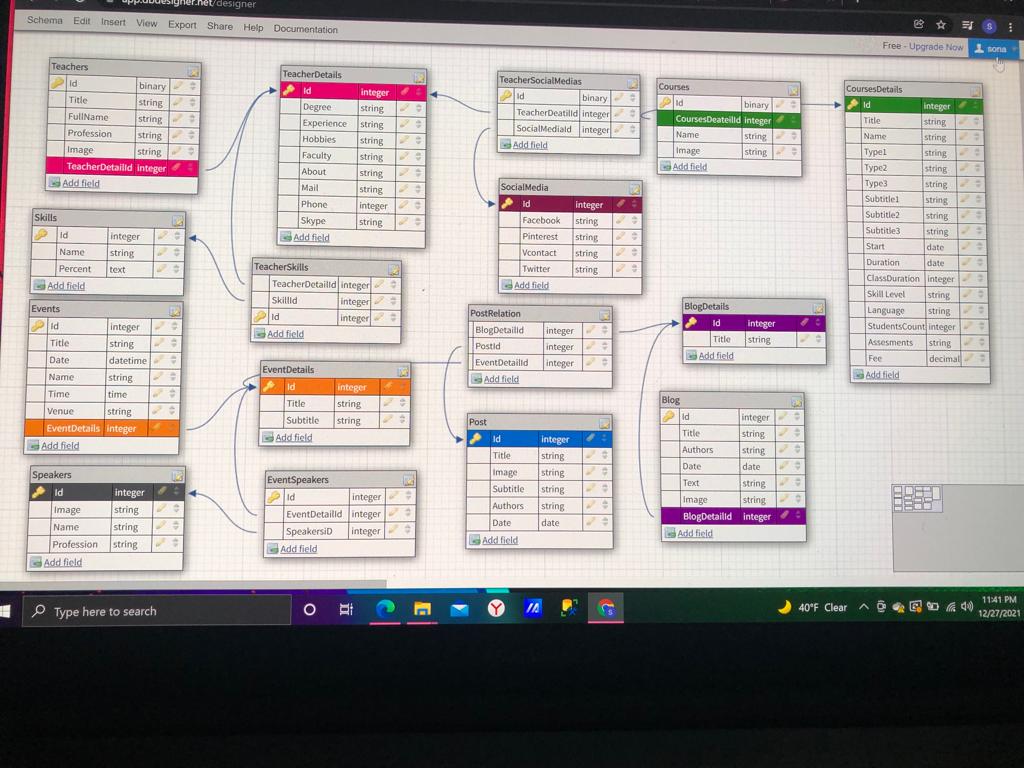 app.dbdesigner.net/designer
Schema Edit Insert View Export Share Help Documentation
Free - Upgrade Now sona
Teachers
Id binary
Title string
FullName string
Profession string
Image string
TeacherDetailId integer
Add field
TeacherDetails
Id integer
Degree string
Experience string
Hobbies string
Faculty string
About string
Mail string
Phone integer
Skype string
Add field
TeacherSocialMedias
Id binary
TeacherDeatilId integer
SocialMediaId integer
Add field
Courses
Id binary
CoursesDeateilId integer
Name string
Image string
Add field
CoursesDetails
Id integer
Title string
Name string
Type1 string
Type2 string
Type3 string
Subtitle1 string
Subtitle2 string
Subtitle3 string
Start date
Duration date
ClassDuration integer
Skill Level string
Language string
StudentsCount integer
Assesments string
Fee decimal
Add field
SocialMedia
Id integer
Facebook string
Pinterest string
Vcontact string
Twitter string
Add field
Skills
Id integer
Name string
Percent text
Add field
TeacherSkills
TeacherDetailId integer
SkillId integer
Id integer
Add field
Events
Id integer
Title string
Date datetime
Name string
Time time
Venue string
EventDetails integer
Add field
EventDetails
Id integer
Title string
Subtitle string
Add field
PostRelation
BlogDetailId integer
PostId integer
EventDetailId integer
Add field
BlogDetails
Id integer
Title string
Add field
Speakers
Id integer
Image string
Name string
Profession string
Add field
EventSpeakers
Id integer
EventDetailId integer
SpeakersiD integer
Add field
Post
Id integer
Title string
Image string
Subtitle string
Authors string
Date date
Add field
Blog
Id integer
Title string
Authors string
Date date
Text string
Image string
BlogDetailId integer
Add field
Type here to search
40°F Clear
11:41 PM
12/27/2021